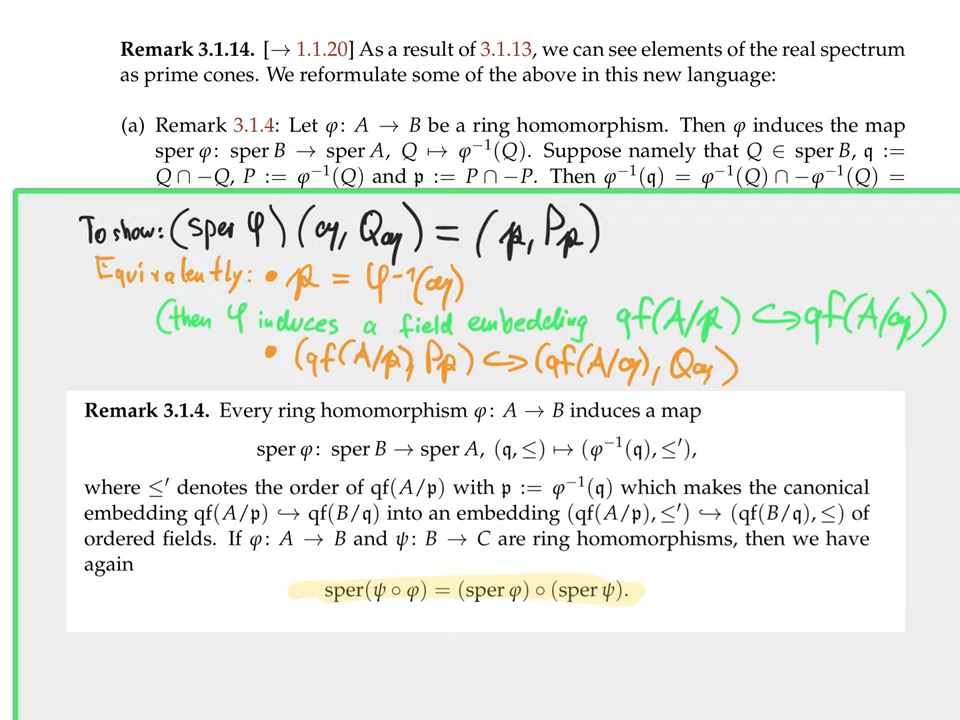 Remark 3.1.14. [→ 1.1.20] As a result of 3.1.13, we can see elements of the real spectrum
as prime cones. We reformulate some of the above in this new language:
(a) Remark 3.1.4: Let φ: A → B be a ring homomorphism. Then φ induces the map
sper φ: sper B → sper A, Q ↦ φ⁻¹(Q). Suppose namely that Q ∈ sper B, 𝔮 :=
Q ∩ −Q, P := φ⁻¹(Q) and 𝔭 := P ∩ −P. Then φ⁻¹(𝔮) = φ⁻¹(Q) ∩ −φ⁻¹(Q) =
To show: (sper φ)(𝔮, Q_𝔮) = (𝔭, P_𝔭)
Equivalently: • 𝔭 = φ⁻¹(𝔮)
(then φ induces a field embedding qf(A/𝔭) ↪ qf(A/𝔮))
• (qf(A/𝔭), P_𝔭) ↪ (qf(A/𝔮), Q_𝔮)
Remark 3.1.4. Every ring homomorphism φ: A → B induces a map
sper φ: sper B → sper A, (𝔮, ≤) ↦ (φ⁻¹(𝔮), ≤′),
where ≤′ denotes the order of qf(A/𝔭) with 𝔭 := φ⁻¹(𝔮) which makes the canonical
embedding qf(A/𝔭) ↪ qf(B/𝔮) into an embedding (qf(A/𝔭), ≤′) ↪ (qf(B/𝔮), ≤) of
ordered fields. If φ: A → B and ψ: B → C are ring homomorphisms, then we have
again
sper(ψ ∘ φ) = (sper φ) ∘ (sper ψ).